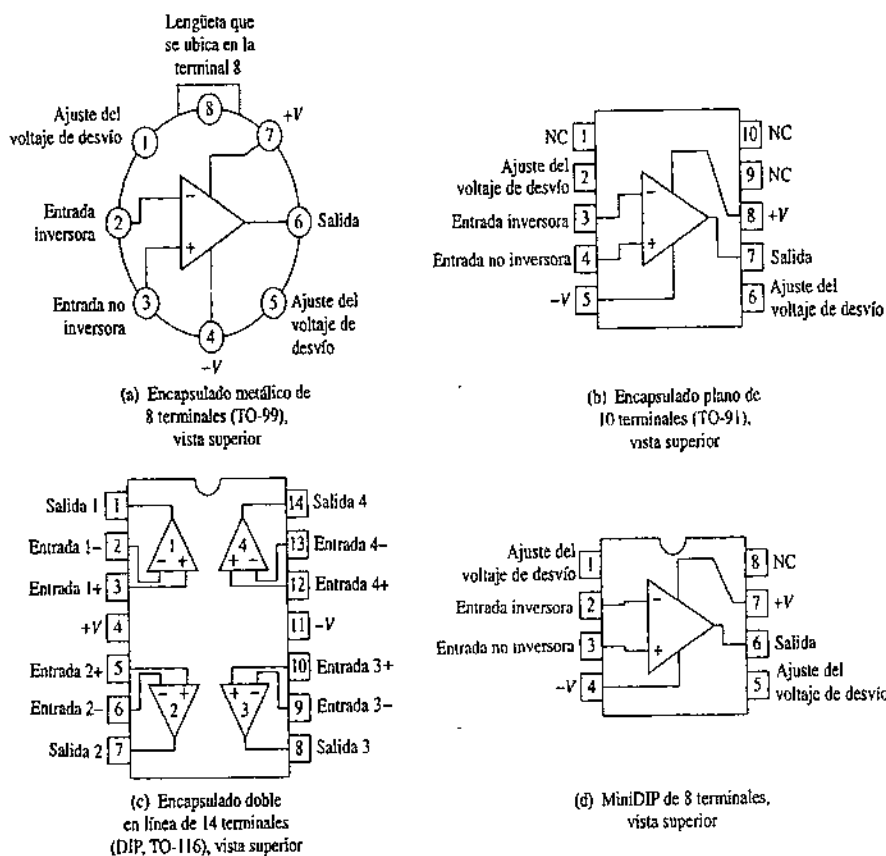 Lengüeta que
se ubica en la
terminal 8
Ajuste del
voltaje de desvío
+V
8
1
7
Entrada
inversora
2
−
+
6
Salida
Entrada no
inversora
3
4
5
Ajuste del
voltaje de
desvío
−V
(a) Encapsulado metálico de
8 terminales (TO-99),
vista superior
NC 1
10 NC
Ajuste del
voltaje de desvío
2
9 NC
Entrada inversora 3
−
8 +V
Entrada no inversora 4
+
7 Salida
−V 5
6 Ajuste del
voltaje de desvío
(b) Encapsulado plano de
10 terminales (TO-91),
vista superior
Salida 1 1
14 Salida 4
Entrada 1− 2
1
− +
4
+ −
13 Entrada 4−
Entrada 1+ 3
12 Entrada 4+
+V 4
11 −V
Entrada 2+ 5
10 Entrada 3+
Entrada 2− 6
− +
2
+ −
3
9 Entrada 3−
Salida 2 7
8 Salida 3
(c) Encapsulado doble
en línea de 14 terminales
(DIP, TO-116), vista superior
Ajuste del
voltaje de desvío
1
8 NC
Entrada inversora 2
−
7 +V
Entrada no inversora 3
+
6 Salida
−V 4
5 Ajuste del
voltaje de desvío
(d) MiniDIP de 8 terminales,
vista superior